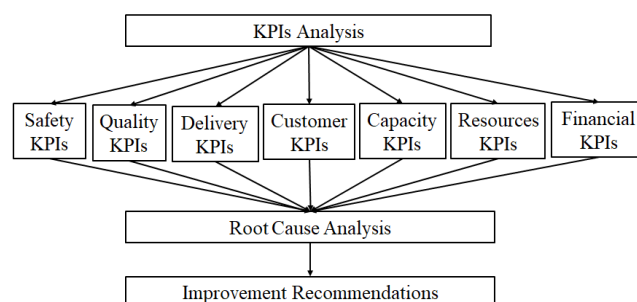 KPIs Analysis
Safety
KPIs
Quality
KPIs
Delivery
KPIs
Customer
KPIs
Capacity
KPIs
Resources
KPIs
Financial
KPIs
Root Cause Analysis
Improvement Recommendations